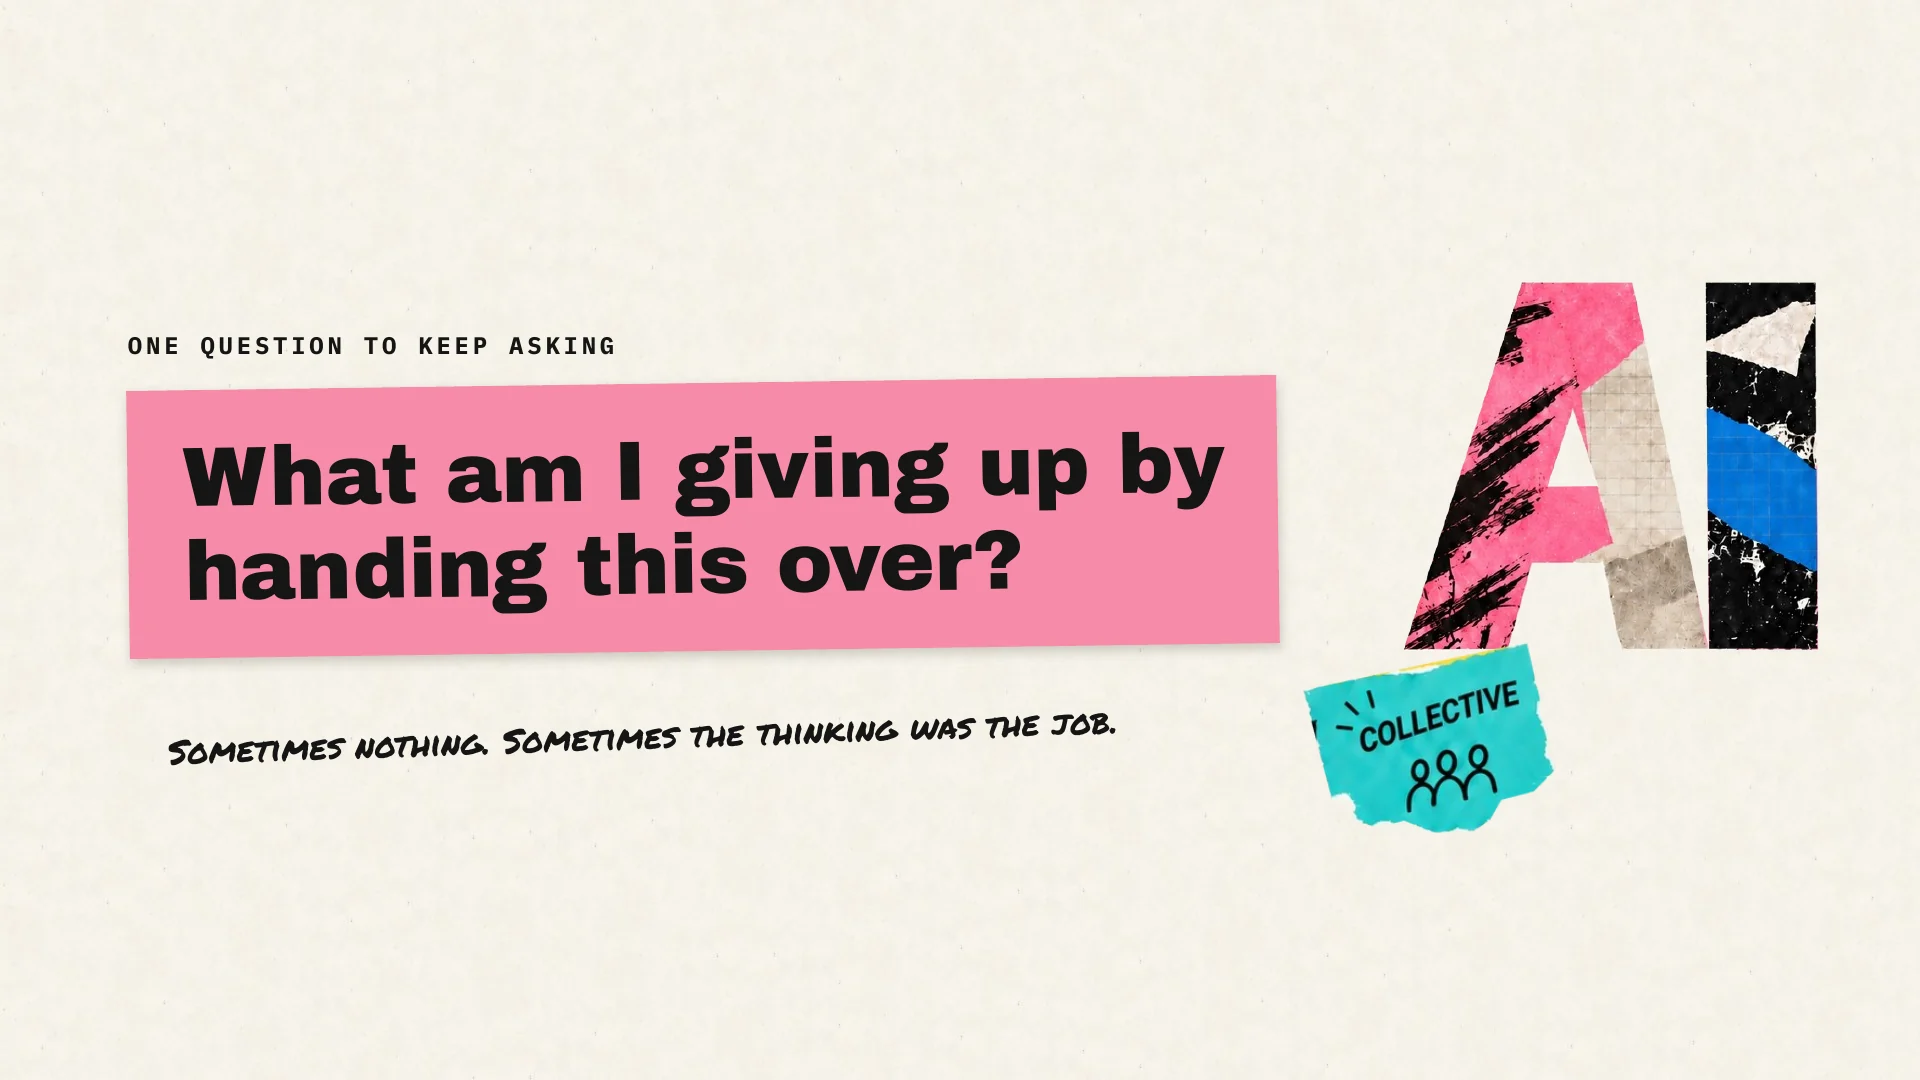 ONE QUESTION TO KEEP ASKING
What am I giving up by
handing this over?
Sometimes nothing. Sometimes the thinking was the job.
AI
COLLECTIVE